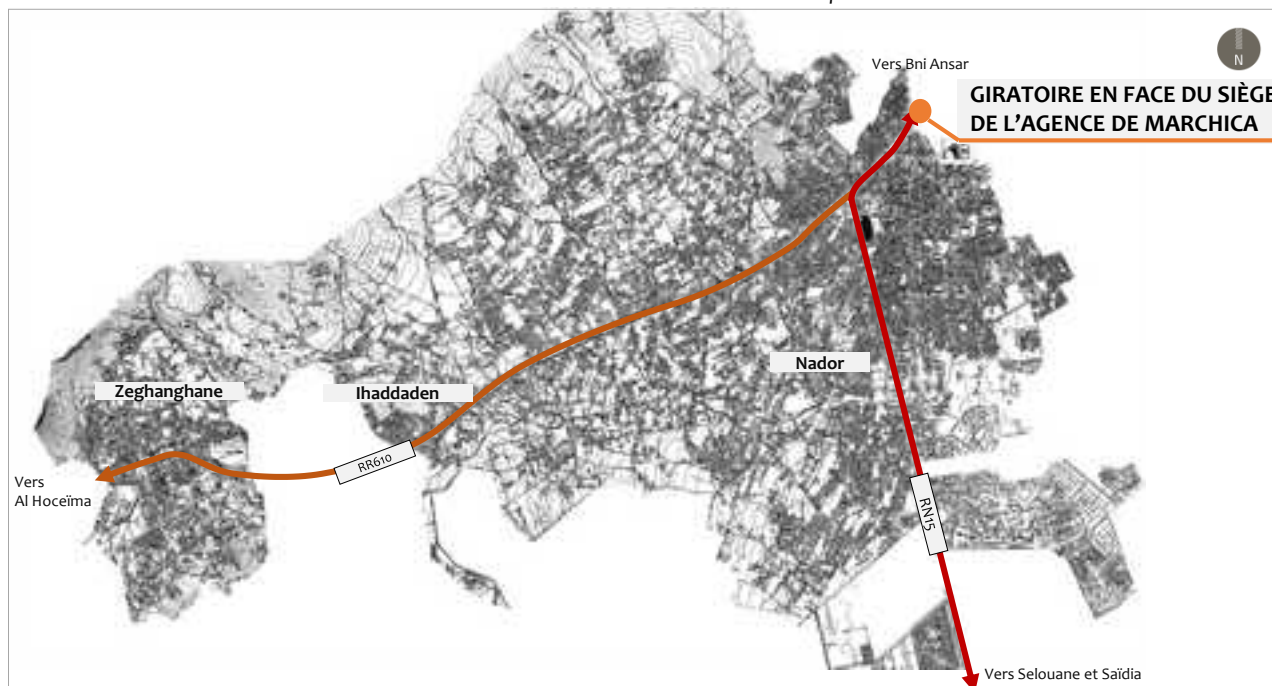 Vers Bni Ansar
N
GIRATOIRE EN FACE DU SIÈGE
DE L'AGENCE DE MARCHICA
Nador
Zeghanghane
Ihaddaden
RR610
Vers
Al Hoceïma
RN15
Vers Selouane et Saïdia